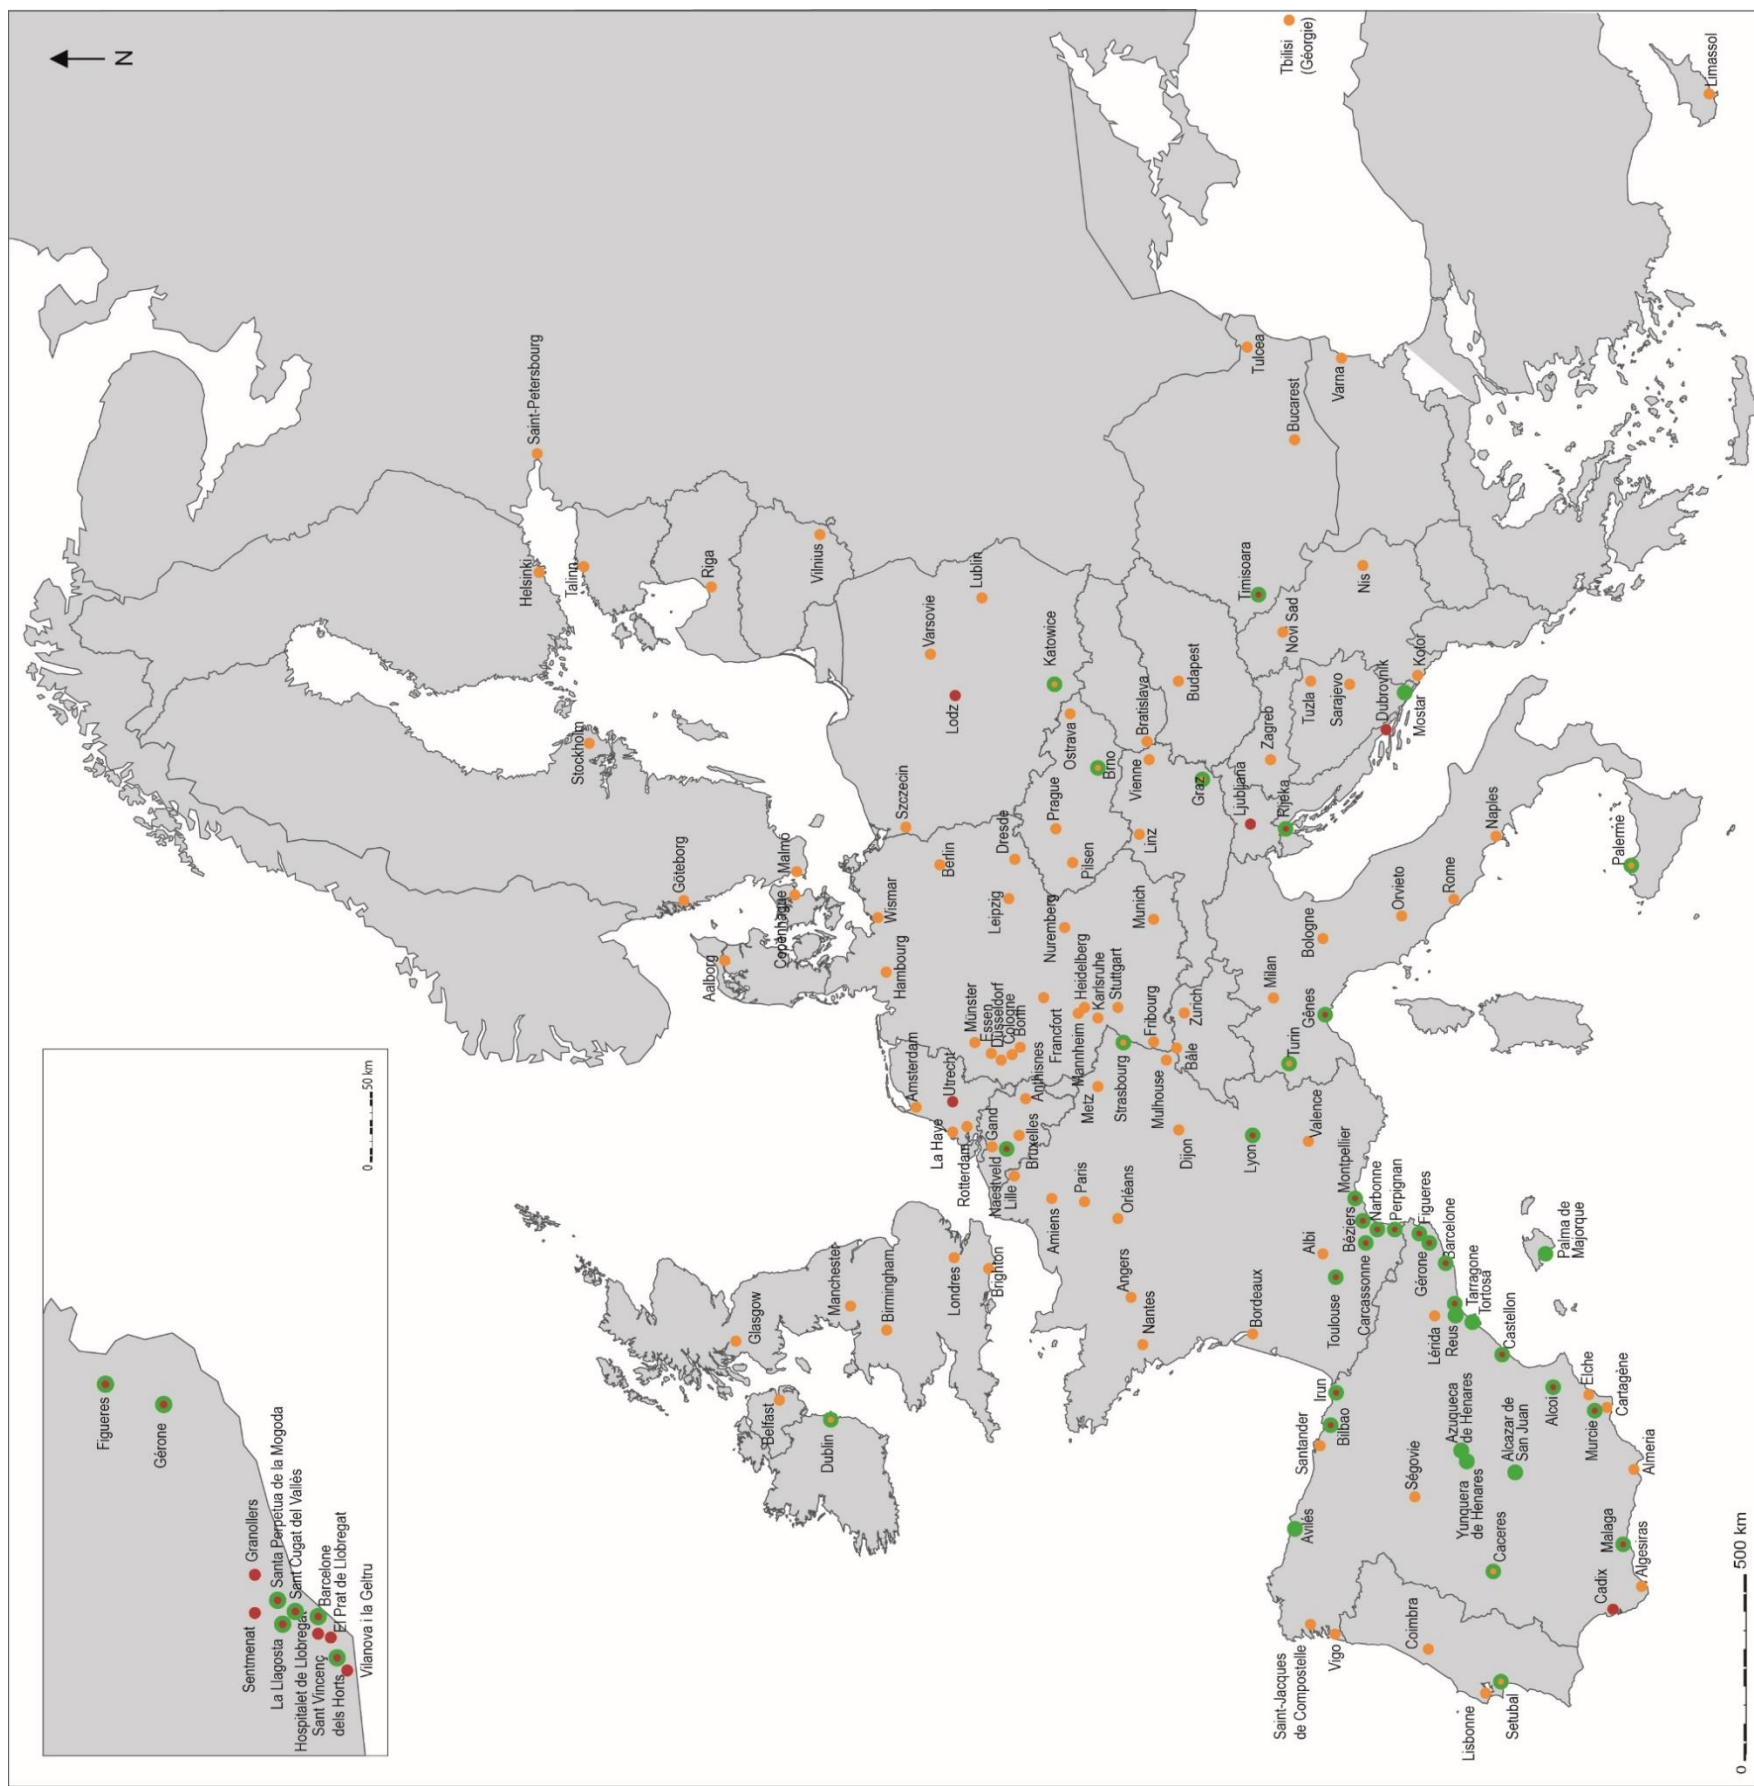 N
Figueres
Gérone
Sentmenat
Granollers
La Llagosta
Santa Perpetua de la Mogoda
Sant Cugat del Vallès
Hospitalet de Llobregat
Barcelone
Sant Vincenç
dels Horts
El Prat de Llobregat
Vilanova i la Geltru
0
50 km
Saint-Petersbourg
Helsinki
Talinn
Stockholm
Riga
Göteborg
Vilnius
Aalborg
Malmö
Copenhague
Glasgow
Belfast
Dublin
Manchester
Birmingham
Londres
Brighton
Wismar
Hambourg
Szczecin
Berlin
Varsovie
Lodz
Lublin
Katowice
Amsterdam
Utrecht
La Haye
Rotterdam
Gand
Naestveld
Bruxelles
Lille
Anthisnes
Münster
Essen
Düsseldorf
Cologne
Bonn
Francfort
Leipzig
Dresde
Prague
Pilsen
Ostrava
Brno
Nuremberg
Heidelberg
Mannheim
Karlsruhe
Stuttgart
Munich
Linz
Vienne
Bratislava
Budapest
Graz
Amiens
Paris
Orléans
Metz
Strasbourg
Fribourg
Mulhouse
Bâle
Zurich
Dijon
Angers
Nantes
Lyon
Valence
Bordeaux
Albi
Toulouse
Montpellier
Béziers
Narbonne
Carcassonne
Perpignan
Turin
Milan
Gênes
Bologne
Orvieto
Rome
Naples
Palerme
Ljubljana
Rijeka
Zagreb
Tuzla
Sarajevo
Novi Sad
Timisoara
Nis
Dubrovnik
Mostar
Kotor
Bucarest
Tulcea
Varna
Tbilisi
(Géorgie)
Limassol
Figueres
Gérone
Barcelone
Lérida
Reus
Tarragone
Tortosa
Castellon
Palma de
Majorque
Irun
Bilbao
Santander
Avilés
Saint-Jacques
de Compostelle
Vigo
Ségovie
Azuqueca
de Henares
Yunquera
de Henares
Alcazar de
San Juan
Alcoi
Elche
Murcie
Cartagène
Almeria
Malaga
Algesiras
Cadix
Caceres
Coimbra
Lisbonne
Setubal
0
500 km